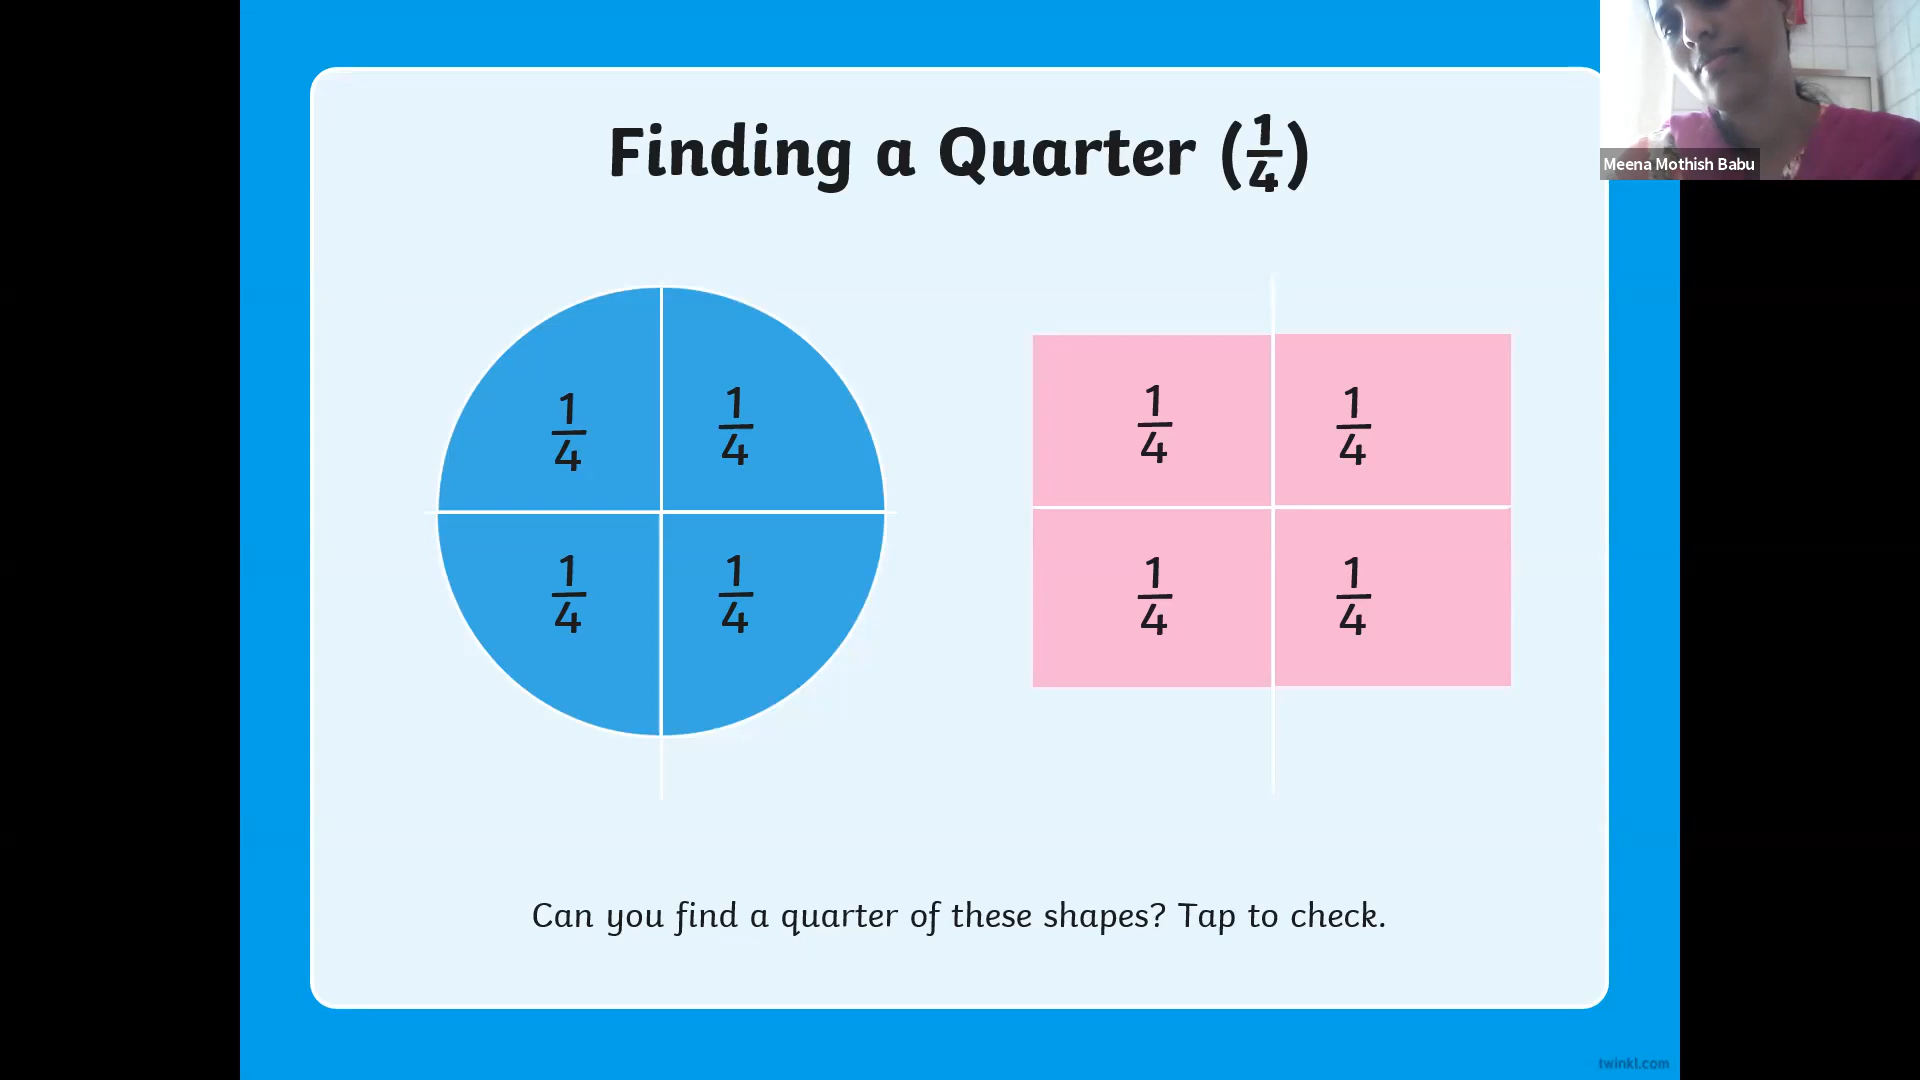 Finding a Quarter (1/4)
Meena Mothish Babu
1/4 1/4 1/4 1/4
1/4 1/4 1/4 1/4
Can you find a quarter of these shapes? Tap to check.
twinkl.com